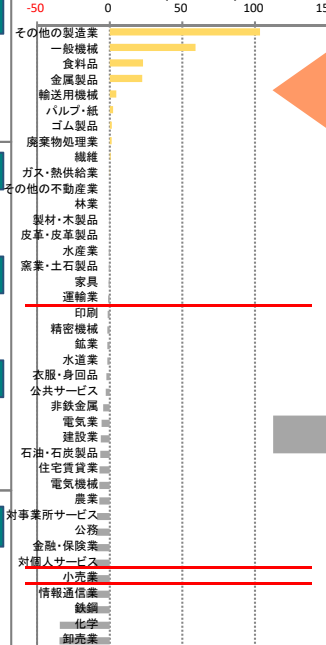 -50 0 50 100 15
その他の製造業
一般機械
食料品
金属製品
輸送用機械
パルプ・紙
ゴム製品
廃棄物処理業
繊維
ガス・熱供給業
その他の不動産業
林業
製材・木製品
皮革・皮革製品
水産業
窯業・土石製品
家具
運輸業
印刷
精密機械
鉱業
水道業
衣服・身回品
公共サービス
非鉄金属
電気業
建設業
石油・石炭製品
住宅賃貸業
電気機械
農業
対事業所サービス
公務
金融・保険業
対個人サービス
小売業
情報通信業
鉄鋼
化学
卸売業